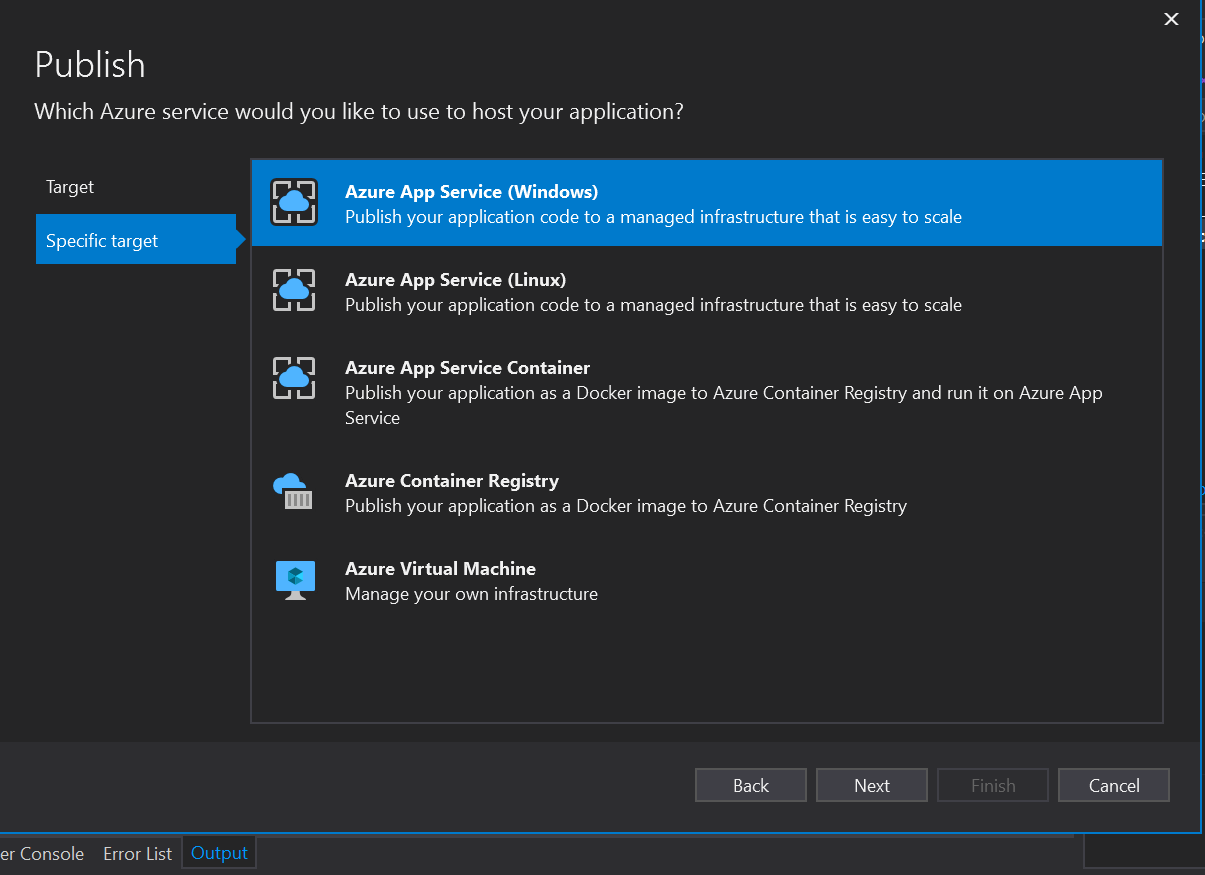 Publish
Which Azure service would you like to use to host your application?
Target
Specific target
Azure App Service (Windows)
Publish your application code to a managed infrastructure that is easy to scale
Azure App Service (Linux)
Publish your application code to a managed infrastructure that is easy to scale
Azure App Service Container
Publish your application as a Docker image to Azure Container Registry and run it on Azure App
Service
Azure Container Registry
Publish your application as a Docker image to Azure Container Registry
Azure Virtual Machine
Manage your own infrastructure
Back Next Finish Cancel
er Console Error List Output